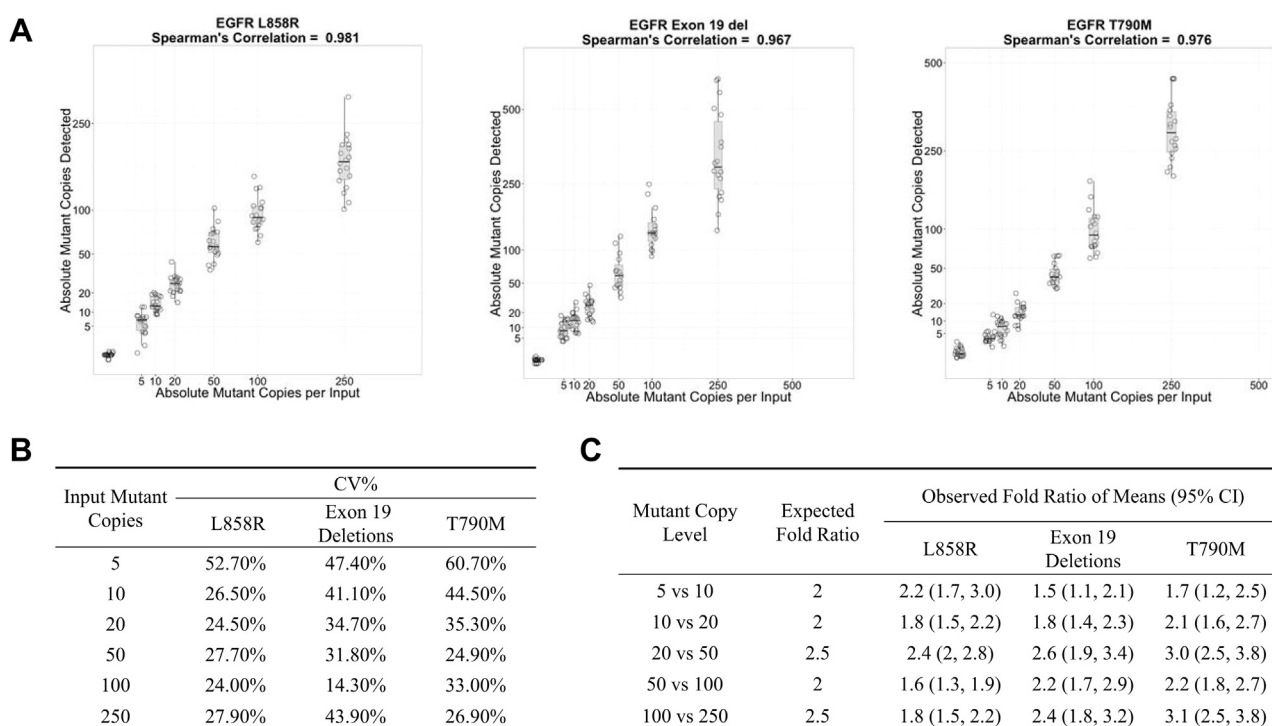 A
EGFR L858R
Spearman's Correlation = 0.981
Absolute Mutant Copies Detected
250
100
50
20
10
5
5 10 20 50 100 250
Absolute Mutant Copies per Input
EGFR Exon 19 del
Spearman's Correlation = 0.967
Absolute Mutant Copies Detected
500
250
100
50
20
10
5
5 10 20 50 100 250 500
Absolute Mutant Copies per Input
EGFR T790M
Spearman's Correlation = 0.976
Absolute Mutant Copies Detected
500
250
100
50
20
10
5
5 10 20 50 100 250 500
Absolute Mutant Copies per Input
B
Input Mutant Copies
CV%
L858R
Exon 19 Deletions
T790M
5 52.70% 47.40% 60.70%
10 26.50% 41.10% 44.50%
20 24.50% 34.70% 35.30%
50 27.70% 31.80% 24.90%
100 24.00% 14.30% 33.00%
250 27.90% 43.90% 26.90%
C
Mutant Copy Level
Expected Fold Ratio
Observed Fold Ratio of Means (95% CI)
L858R
Exon 19 Deletions
T790M
5 vs 10 2 2.2 (1.7, 3.0) 1.5 (1.1, 2.1) 1.7 (1.2, 2.5)
10 vs 20 2 1.8 (1.5, 2.2) 1.8 (1.4, 2.3) 2.1 (1.6, 2.7)
20 vs 50 2.5 2.4 (2, 2.8) 2.6 (1.9, 3.4) 3.0 (2.5, 3.8)
50 vs 100 2 1.6 (1.3, 1.9) 2.2 (1.7, 2.9) 2.2 (1.8, 2.7)
100 vs 250 2.5 1.8 (1.5, 2.2) 2.4 (1.8, 3.2) 3.1 (2.5, 3.8)